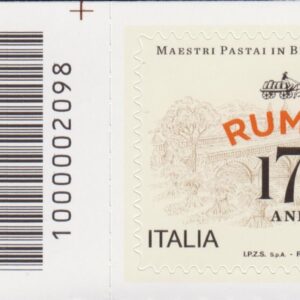 1000002098
MAESTRI PASTAI IN B
RUM
17
AN
ITALIA
I.P.Z.S. S.p.A. - F